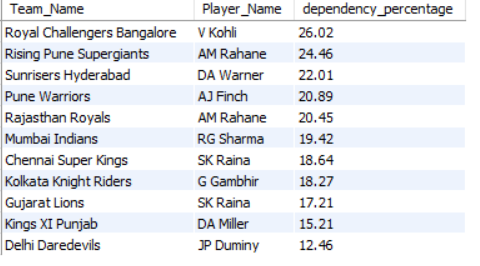 Team_Name Player_Name dependency_percentage
Royal Challengers Bangalore V Kohli 26.02
Rising Pune Supergiants AM Rahane 24.46
Sunrisers Hyderabad DA Warner 22.01
Pune Warriors AJ Finch 20.89
Rajasthan Royals AM Rahane 20.45
Mumbai Indians RG Sharma 19.42
Chennai Super Kings SK Raina 18.64
Kolkata Knight Riders G Gambhir 18.27
Gujarat Lions SK Raina 17.21
Kings XI Punjab DA Miller 15.21
Delhi Daredevils JP Duminy 12.46